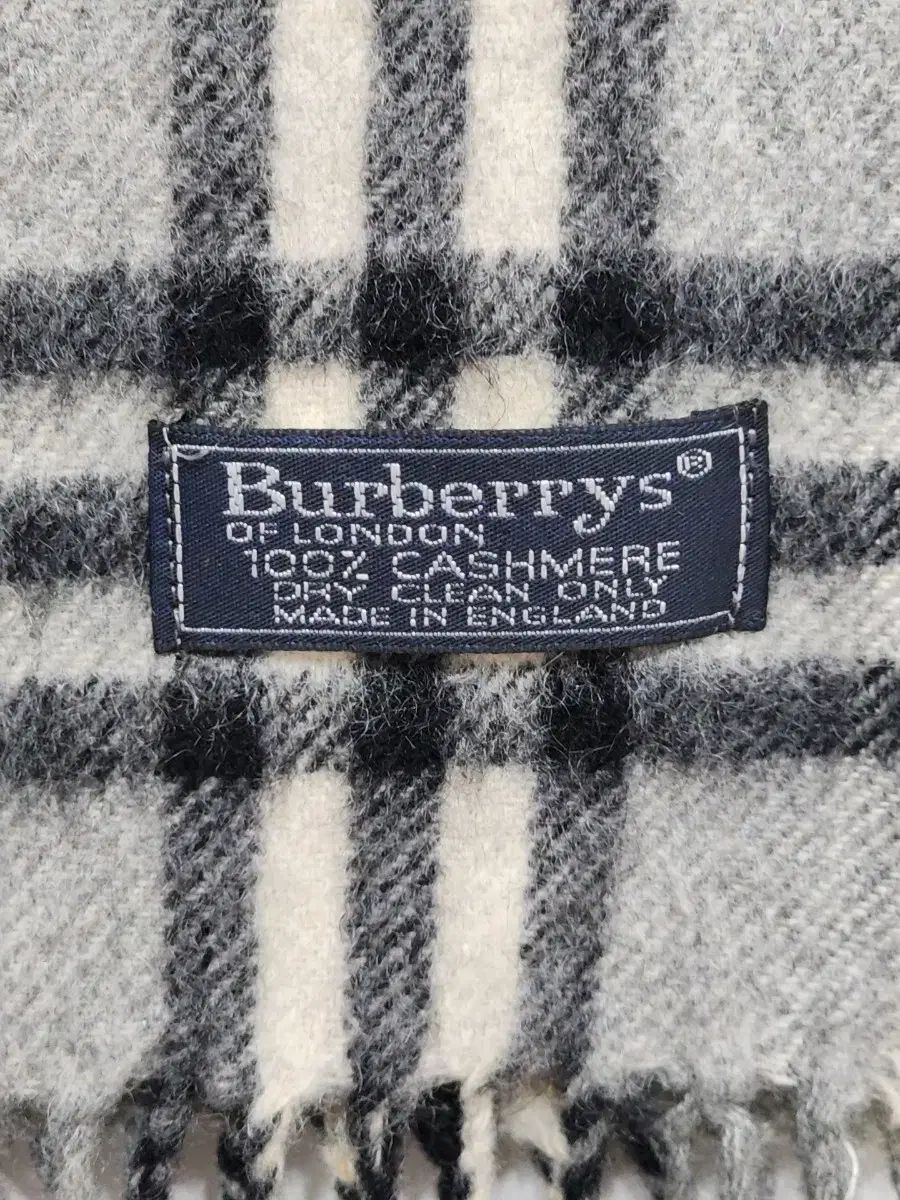 Burberrys®
OF LONDON
100% CASHMERE
DRY CLEAN ONLY
MADE IN ENGLAND